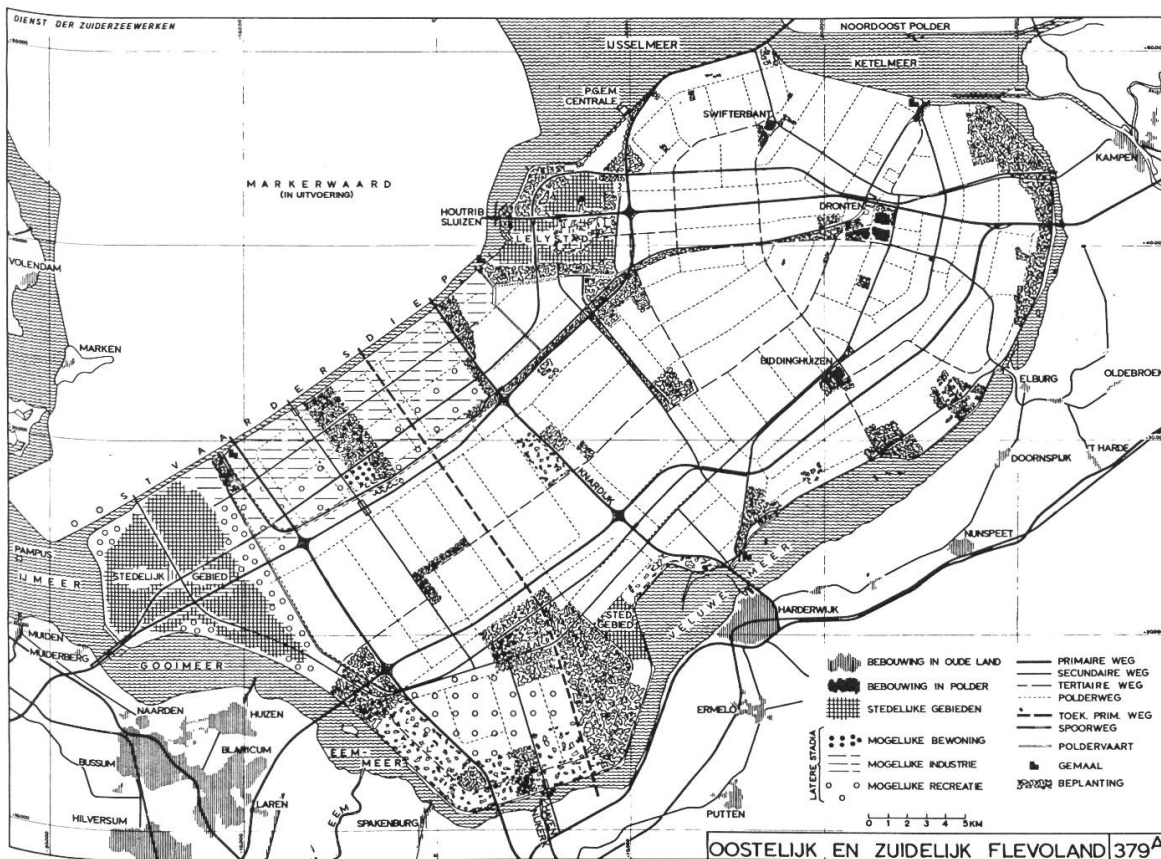 DIENST DER ZUIDERZEEWERKEN
NOORDOOST POLDER
IJSSELMEER
KETELMEER
P.G.E.M.
CENTRALE
SWIFTERBANT
KAMPEN
MARKERWAARD
(IN UITVOERING)
HOUTRIB
SLUIZEN
LELYSTAD
DRONTEN
VOLENDAM
MARKEN
OOSTVAARDERSDIEP
BIDDINGHUIZEN
ELBURG
OLDEBROEK
'T HARDE
DOORNSPIJK
KNARDIJK
NUNSPEET
PAMPUS
IJMEER
STEDELIJK GEBIED
STED.
GEBIED
VELUWEMEER
HARDERWIJK
MUIDEN
MUIDERBERG
GOOIMEER
NAARDEN
HUIZEN
BUSSUM
BLARICUM
LAREN
HILVERSUM
EEM-
MEER
EEM
SPAKENBURG
NIJKERK
ERMELO
PUTTEN
BEBOUWING IN OUDE LAND
BEBOUWING IN POLDER
STEDELIJKE GEBIEDEN
LATERE STADIA
MOGELIJKE BEWONING
MOGELIJKE INDUSTRIE
MOGELIJKE RECREATIE
PRIMAIRE WEG
SECUNDAIRE WEG
TERTIAIRE WEG
POLDERWEG
TOEK. PRIM. WEG
SPOORWEG
POLDERVAART
GEMAAL
BEPLANTING
0 1 2 3 4 5KM
OOSTELIJK EN ZUIDELIJK FLEVOLAND 379A